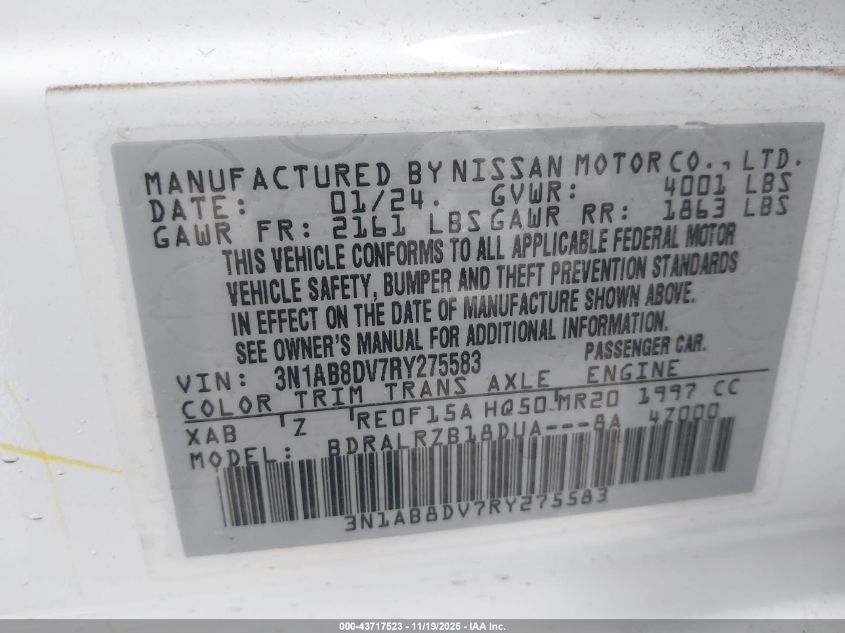 MANUFACTURED BY NISSAN MOTOR CO., LTD.
DATE: 01/24. GVWR: 4001 LBS
GAWR FR: 2161 LBS GAWR RR: 1863 LBS
THIS VEHICLE CONFORMS TO ALL APPLICABLE FEDERAL MOTOR
VEHICLE SAFETY, BUMPER AND THEFT PREVENTION STANDARDS
IN EFFECT ON THE DATE OF MANUFACTURE SHOWN ABOVE.
SEE OWNER'S MANUAL FOR ADDITIONAL INFORMATION.
VIN: 3N1AB8DV7RY275583 PASSENGER CAR.
COLOR TRIM TRANS AXLE ENGINE
XAB Z RE0F15A HQ50 MR20 1997 CC
MODEL: BDRALRZB18DUA---8A 4Z000
3N1AB8DV7RY275583
000-43717523 - 11/19/2025 - IAA Inc.